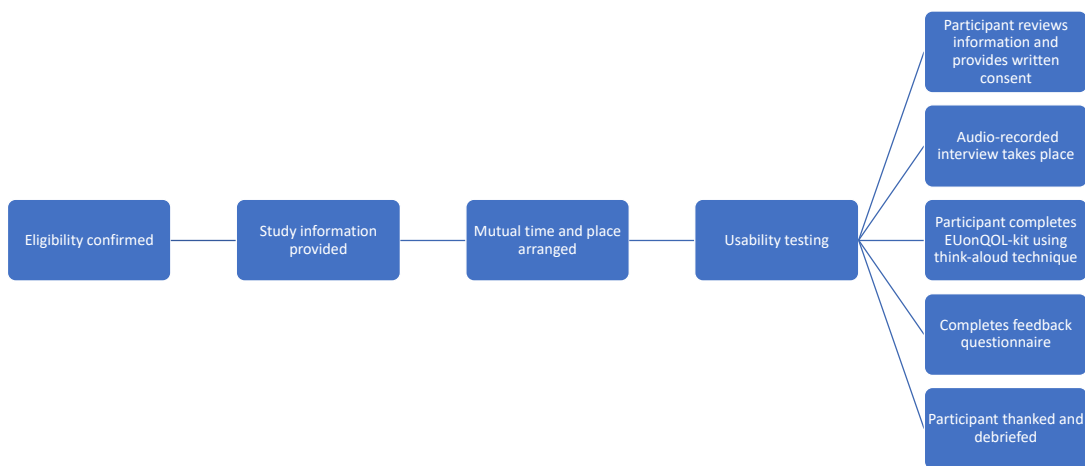 Eligibility confirmed
Study information
provided
Mutual time and place
arranged
Usability testing
Participant reviews
information and
provides written
consent
Audio-recorded
interview takes place
Participant completes
EUonQOL-kit using
think-aloud technique
Completes feedback
questionnaire
Participant thanked and
debriefed